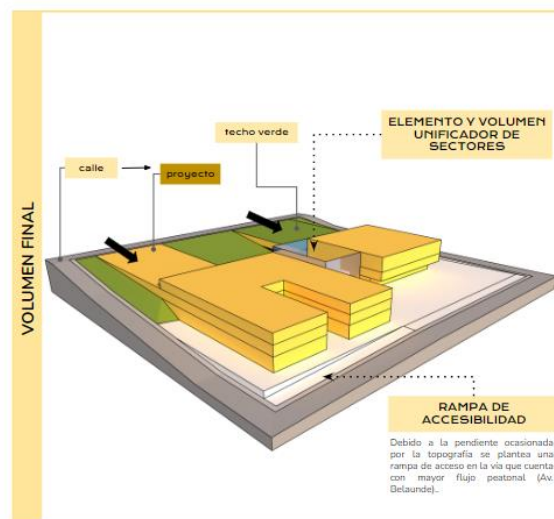 VOLUMEN FINAL
ELEMENTO Y VOLUMEN
UNIFICADOR DE
SECTORES
techo verde
calle
proyecto
RAMPA DE
ACCESIBILIDAD
Debido a la pendiente ocasionada
por la topografía se plantea una
rampa de acceso en la vía que cuenta
con mayor flujo peatonal (Av.
Belaunde)..